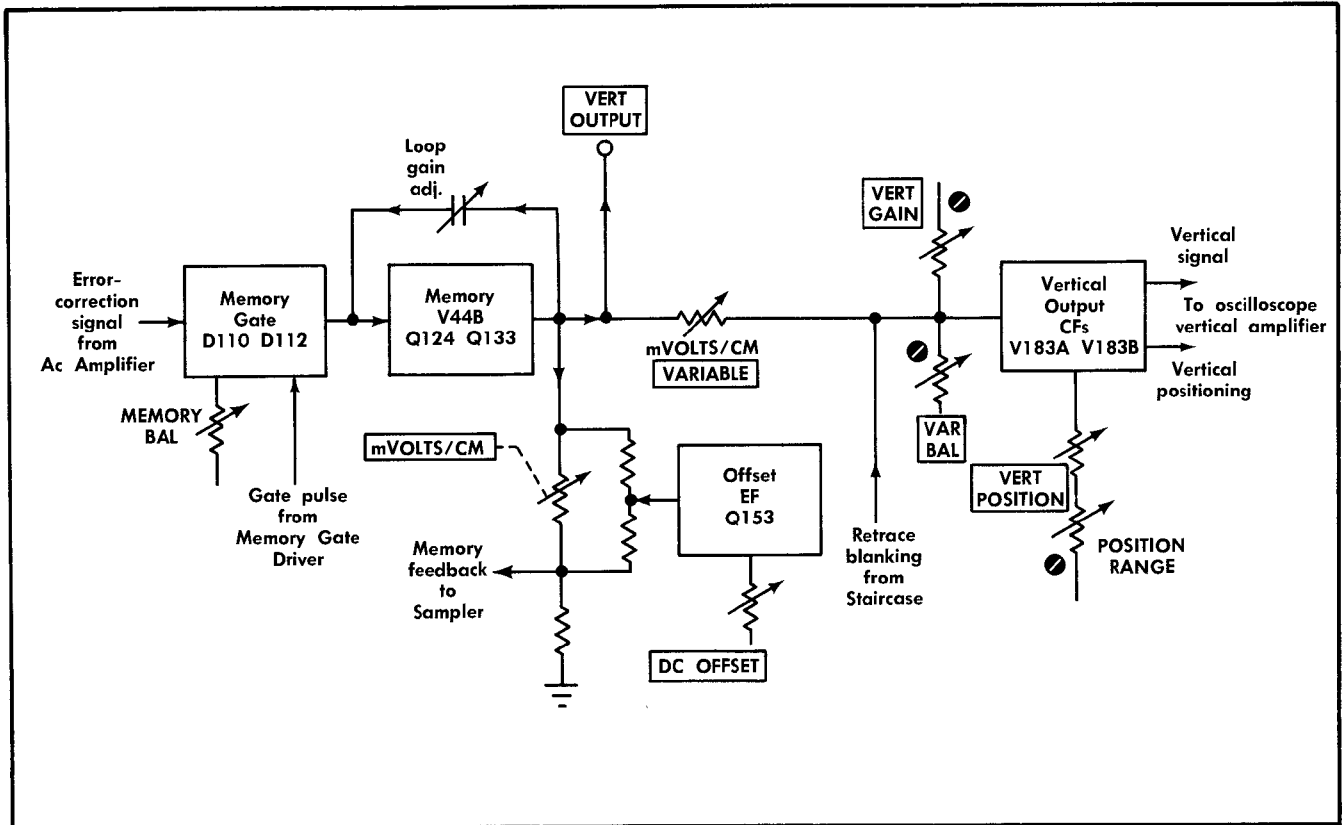 VERT
OUTPUT
Loop
gain
adj.
VERT
GAIN
Vertical
signal
Error-
correction
signal
from
Ac Amplifier
Memory
Gate
D110 D112
Memory
V44B
Q124 Q133
Vertical
Output
CFs
V183A V183B
To oscilloscope
vertical amplifier
mVOLTS/CM
VARIABLE
Vertical
positioning
MEMORY
BAL
VAR
BAL
mVOLTS/CM
Offset
EF
Q153
VERT
POSITION
Gate pulse
from
Memory Gate
Driver
Memory
feedback
to
Sampler
Retrace
blanking
from
Staircase
POSITION
RANGE
DC OFFSET